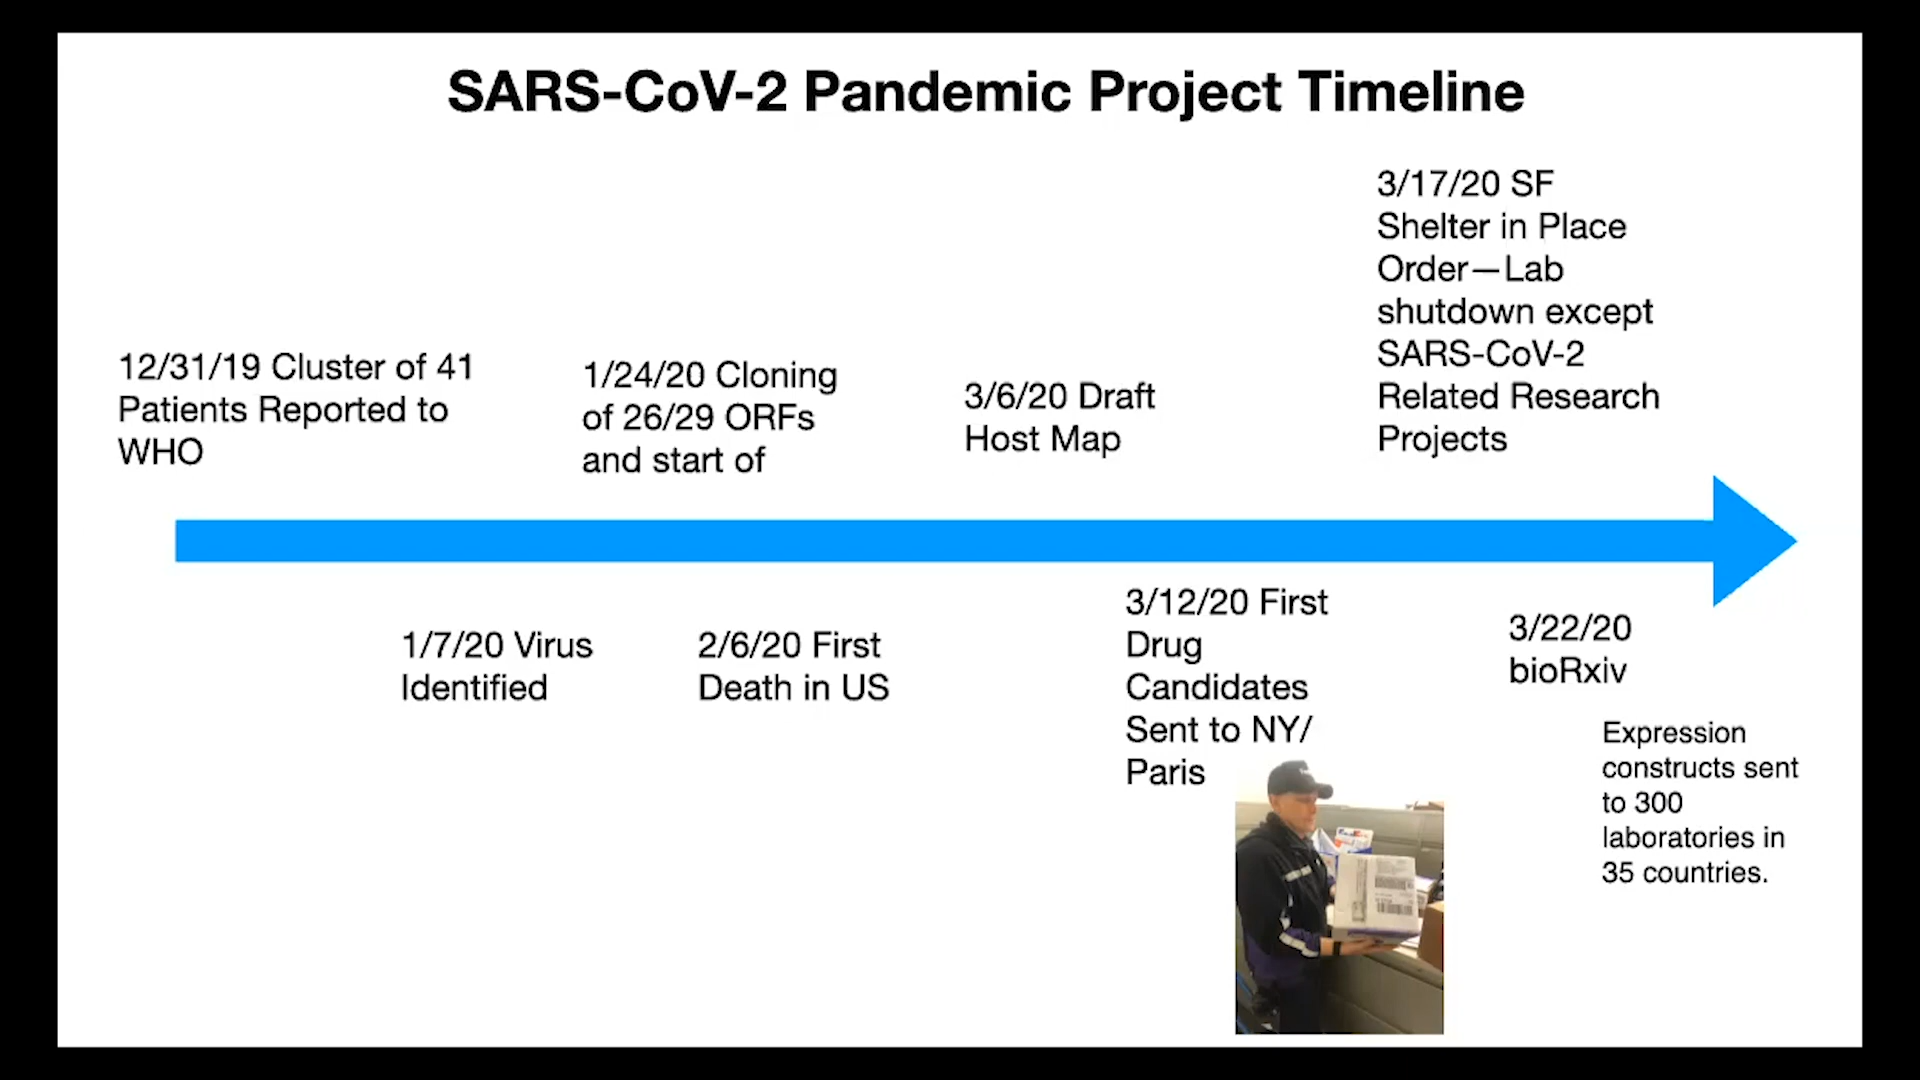 SARS-CoV-2 Pandemic Project Timeline
12/31/19 Cluster of 41
Patients Reported to
WHO
1/7/20 Virus
Identified
1/24/20 Cloning
of 26/29 ORFs
and start of
2/6/20 First
Death in US
3/6/20 Draft
Host Map
3/12/20 First
Drug
Candidates
Sent to NY/
Paris
3/17/20 SF
Shelter in Place
Order—Lab
shutdown except
SARS-CoV-2
Related Research
Projects
3/22/20
bioRxiv
Expression
constructs sent
to 300
laboratories in
35 countries.